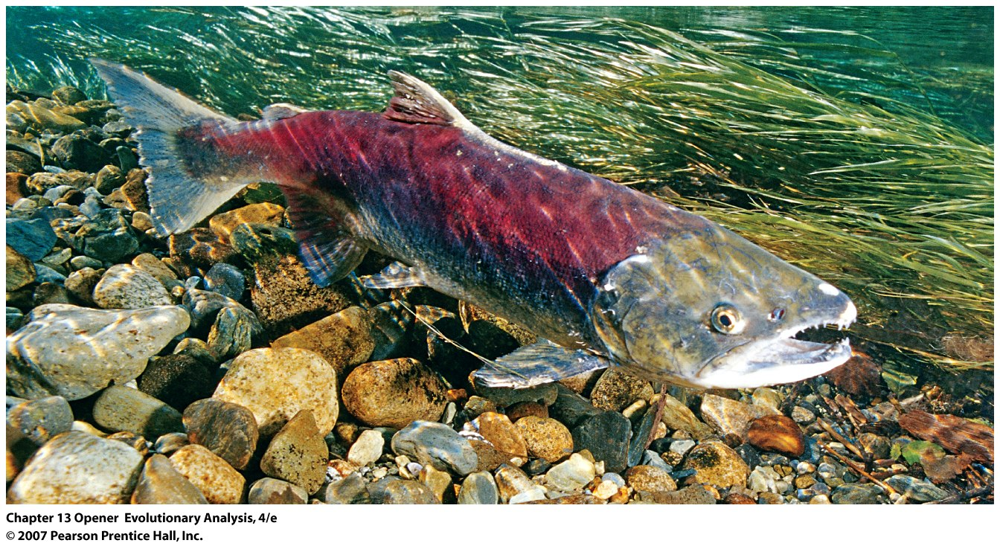 Chapter 13 Opener  Evolutionary Analysis, 4/e
© 2007 Pearson Prentice Hall, Inc.